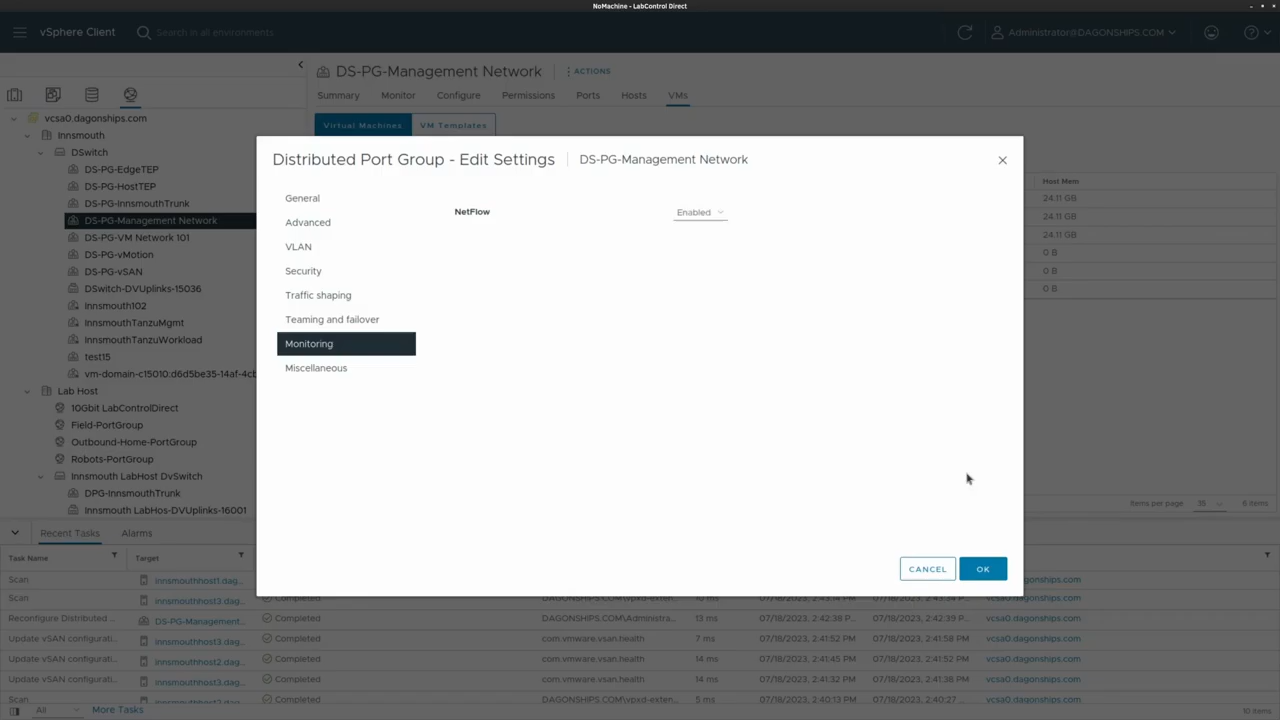 NoMachine - LabControl Direct
vSphere Client
Search in all environments
Administrator@DAGONSHIPS.COM
DS-PG-Management Network
ACTIONS
Summary Monitor Configure Permissions Ports Hosts VMs
Virtual Machines VM Templates
vcsa0.dagonships.com
Innsmouth
DSwitch
DS-PG-EdgeTEP
DS-PG-HostTEP
DS-PG-InnsmouthTrunk
DS-PG-Management Network
DS-PG-VM Network 101
DS-PG-vMotion
DS-PG-vSAN
DSwitch-DVUplinks-15036
Innsmouth102
InnsmouthTanzuMgmt
InnsmouthTanzuWorkload
test15
vm-domain-c15010:d6d5be35-14af-4cb
Lab Host
10Gbit LabControlDirect
Field-PortGroup
Outbound-Home-PortGroup
Robots-PortGroup
Innsmouth LabHost DvSwitch
DPG-InnsmouthTrunk
Innsmouth LabHos-DVUplinks-16001
Distributed Port Group - Edit Settings
DS-PG-Management Network
General
Advanced
VLAN
Security
Traffic shaping
Teaming and failover
Monitoring
Miscellaneous
NetFlow
Enabled
CANCEL
OK
Host Mem
24.11 GB
24.11 GB
24.11 GB
0 B
0 B
0 B
Items per page 35 6 items
Recent Tasks Alarms
Task Name Target
Scan innsmouthhost1.dag...
vcsa0.dagonships.com
Scan innsmouthhost3.dag... Completed DAGONSHIPS.COM\vpxd-exten... 10 ms 07/18/2023, 2:43:14 P... 07/18/2023, 2:43:34 P... vcsa0.dagonships.com
Reconfigure Distributed .. DS-PG-Management... Completed DAGONSHIPS.COM\Administra... 13 ms 07/18/2023, 2:42:38 P... 07/18/2023, 2:42:39 P... vcsa0.dagonships.com
Update vSAN configurati... innsmouthhost3.dag... Completed com.vmware.vsan.health 7 ms 07/18/2023, 2:41:52 PM 07/18/2023, 2:41:58 PM vcsa0.dagonships.com
Update vSAN configurati... innsmouthhost2.dag... Completed com.vmware.vsan.health 14 ms 07/18/2023, 2:41:45 PM 07/18/2023, 2:41:52 PM vcsa0.dagonships.com
Update vSAN configurati... innsmouthhost3.dag... Completed com.vmware.vsan.health 14 ms 07/18/2023, 2:41:32 PM 07/18/2023, 2:41:38 PM vcsa0.dagonships.com
Scan innsmouthhost2.dag... Completed DAGONSHIPS.COM\vpxd-exten... 5 ms 07/18/2023, 2:40:13 PM 07/18/2023, 2:40:27 ... vcsa0.dagonships.com
All More Tasks 10 items